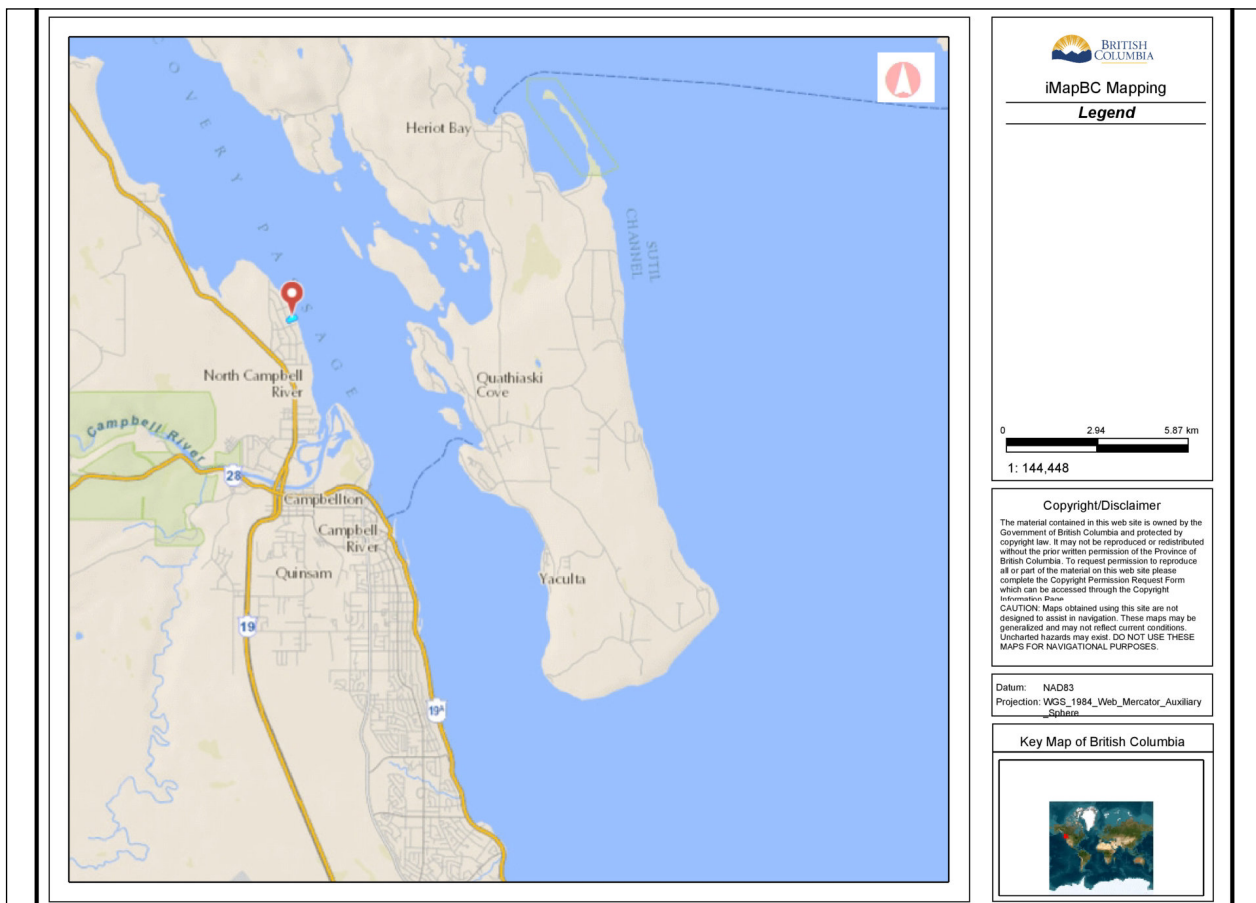 BRITISH
COLUMBIA
iMapBC Mapping
Legend
0 2.94 5.87 km
1: 144,448
Copyright/Disclaimer
The material contained in this web site is owned by the
Government of British Columbia and protected by
copyright law. It may not be reproduced or redistributed
without the prior written permission of the Province of
British Columbia. To request permission to reproduce
all or part of the material on this web site please
complete the Copyright Permission Request Form
which can be accessed through the Copyright
Information Page
CAUTION: Maps obtained using this site are not
designed to assist in navigation. These maps may be
generalized and may not reflect current conditions.
Uncharted hazards may exist. DO NOT USE THESE
MAPS FOR NAVIGATIONAL PURPOSES.
Datum: NAD83
Projection: WGS_1984_Web_Mercator_Auxiliary
_Sphere
Key Map of British Columbia
OVERY PASSAGE
Heriot Bay
SUTIL
CHANNEL
North Campbell
River
Quathiaski
Cove
Campbell River
28
Campbellton
Campbell
River
Quinsam
Yaculta
19
19A